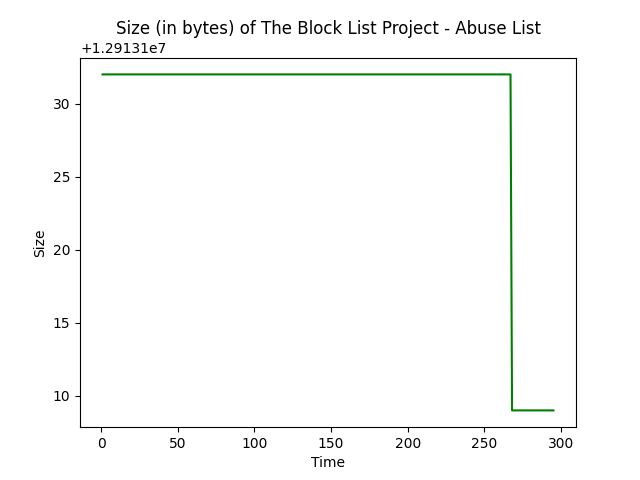 Size (in bytes) of The Block List Project - Abuse List
+1.29131e7
30
25
20
15
10
Size
0 50 100 150 200 250 300
Time